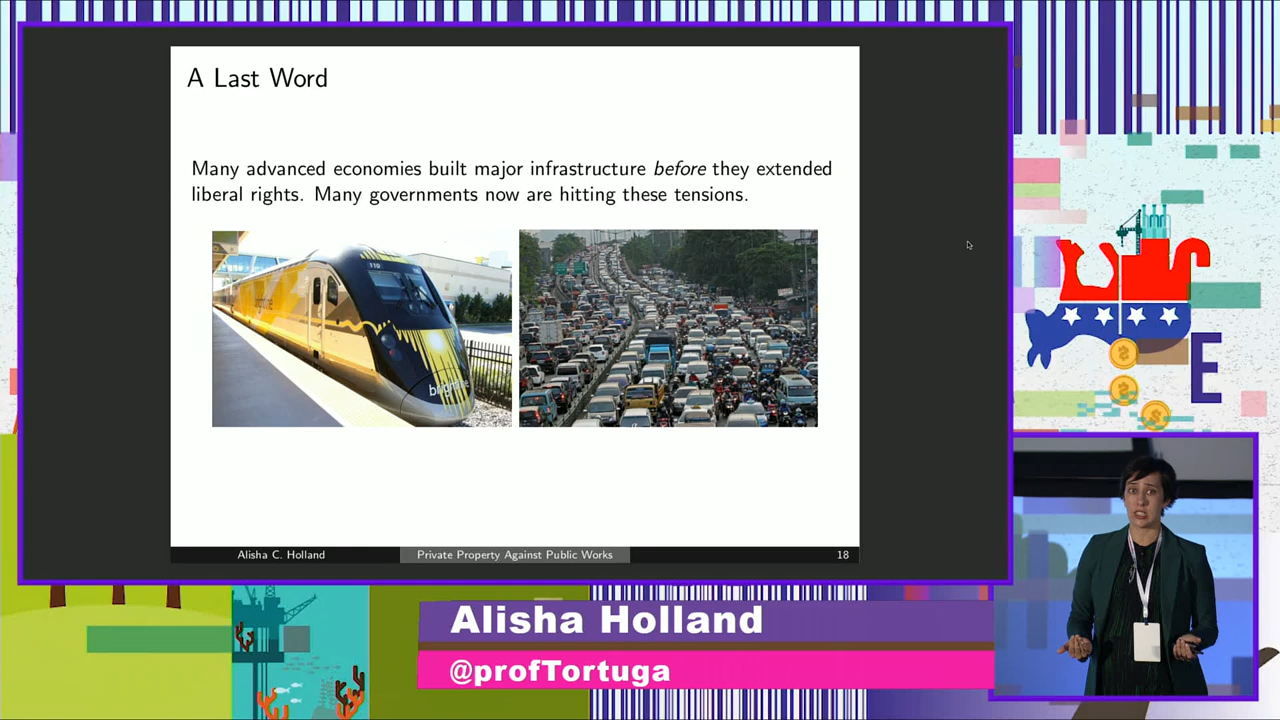 A Last Word
Many advanced economies built major infrastructure before they extended
liberal rights. Many governments now are hitting these tensions.
110
Alisha C. Holland
Private Property Against Public Works
18
E
Alisha Holland
@profTortuga